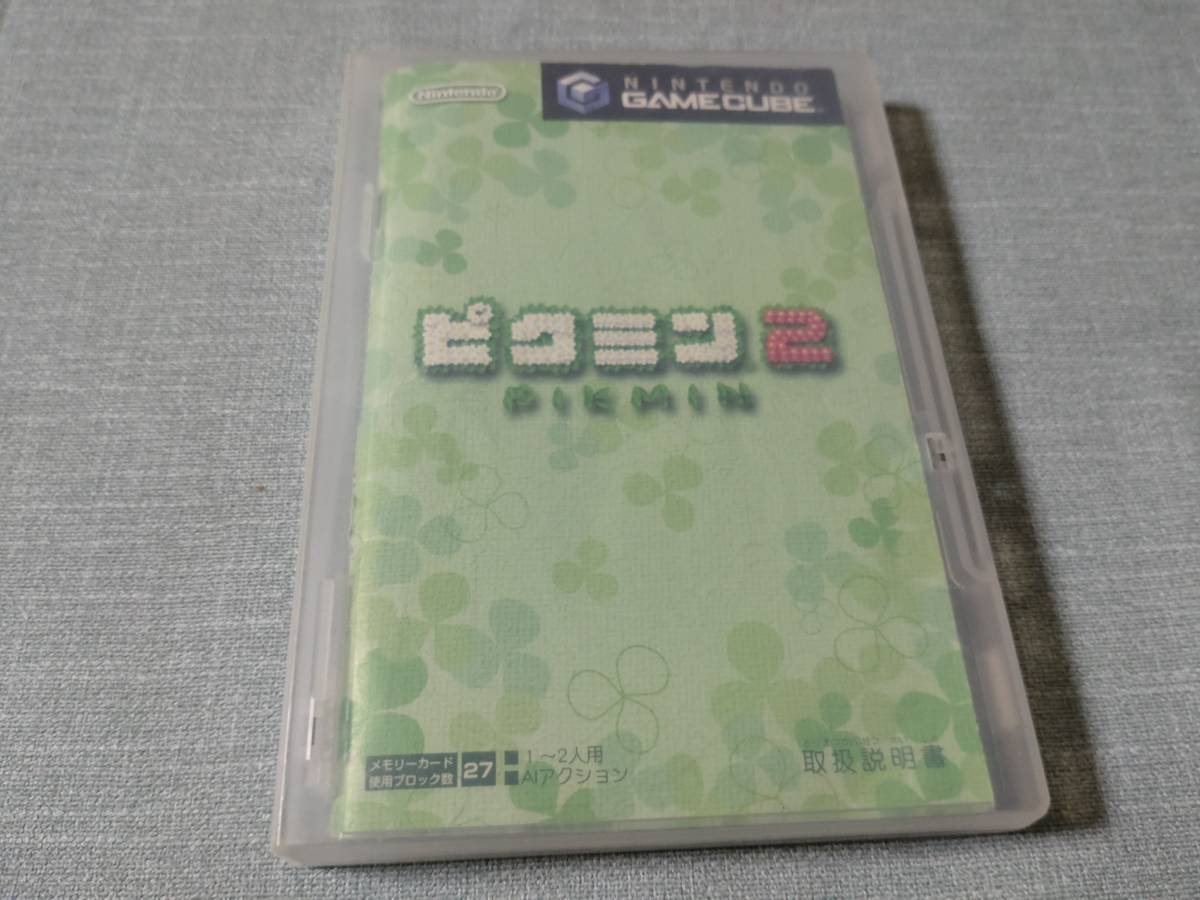 Nintendo
NINTENDO
GAMECUBE
ピクミン2
PIKMIN
メモリーカード
使用ブロック数
27
1～2人用
AIアクション
取扱説明書